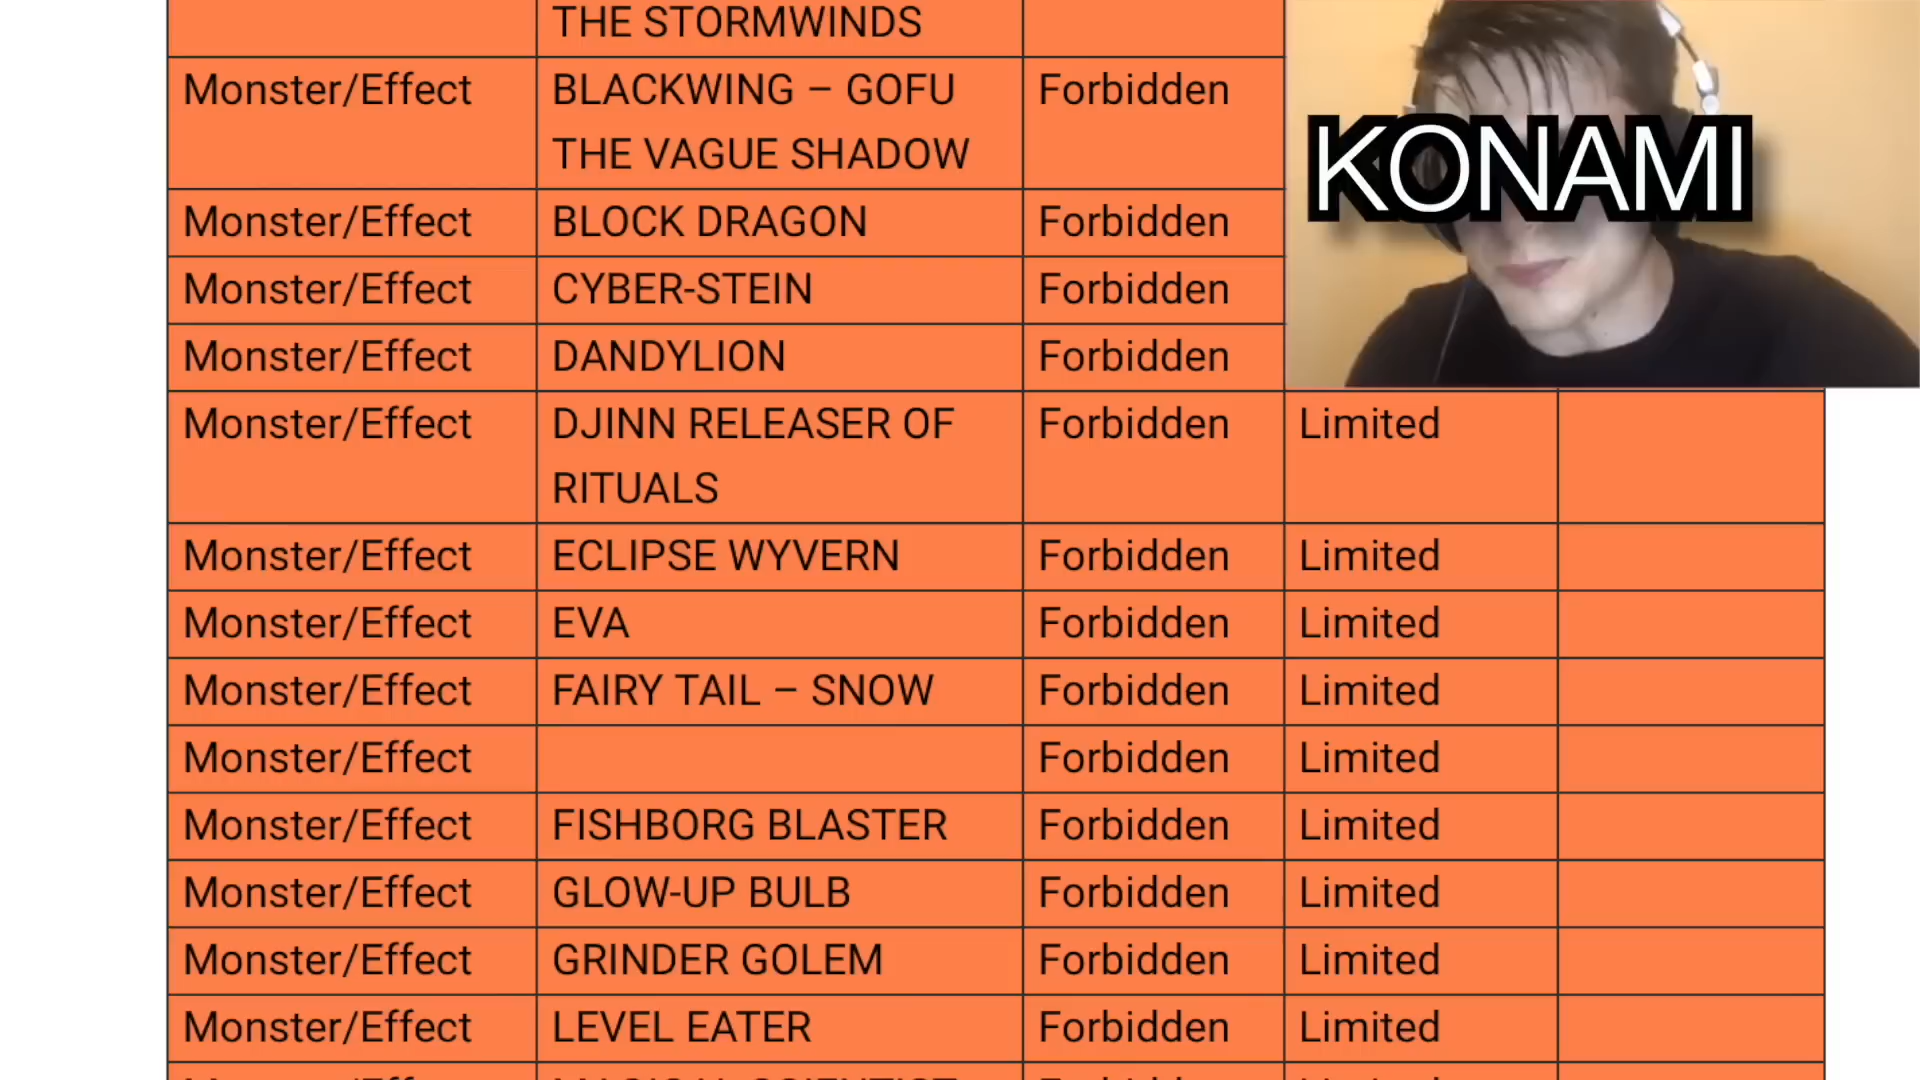 THE STORMWINDS
Monster/Effect BLACKWING – GOFU Forbidden
THE VAGUE SHADOW
KONAMI
Monster/Effect BLOCK DRAGON Forbidden
Monster/Effect CYBER-STEIN Forbidden
Monster/Effect DANDYLION Forbidden
Monster/Effect DJINN RELEASER OF Forbidden Limited
RITUALS
Monster/Effect ECLIPSE WYVERN Forbidden Limited
Monster/Effect EVA Forbidden Limited
Monster/Effect FAIRY TAIL – SNOW Forbidden Limited
Monster/Effect Forbidden Limited
Monster/Effect FISHBORG BLASTER Forbidden Limited
Monster/Effect GLOW-UP BULB Forbidden Limited
Monster/Effect GRINDER GOLEM Forbidden Limited
Monster/Effect LEVEL EATER Forbidden Limited